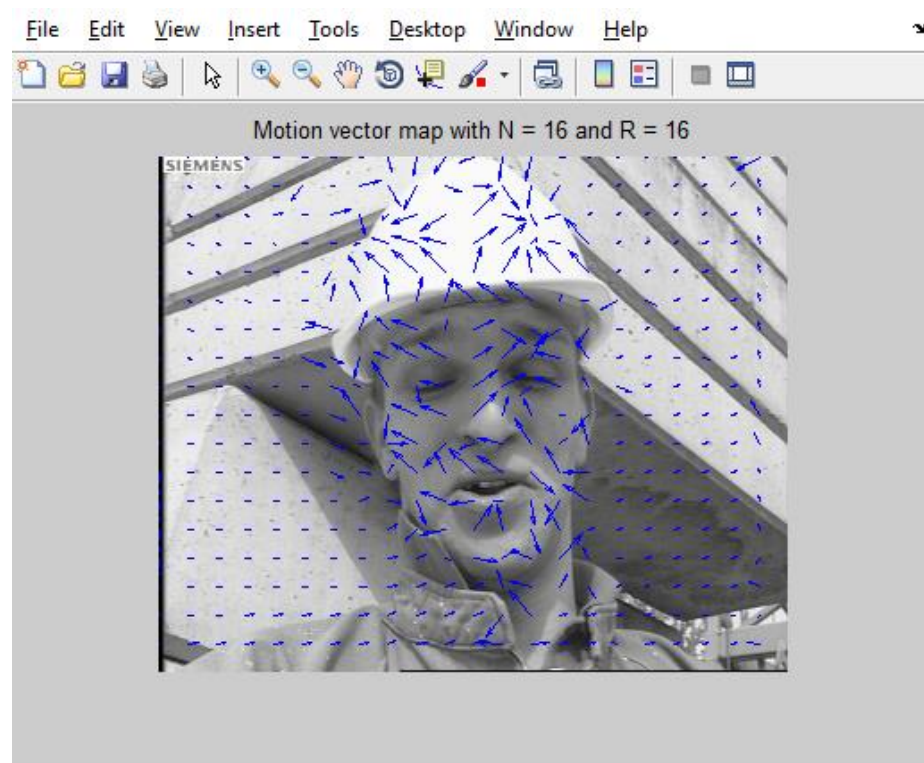 File Edit View Insert Tools Desktop Window Help
Motion vector map with N = 16 and R = 16
SIEMENS